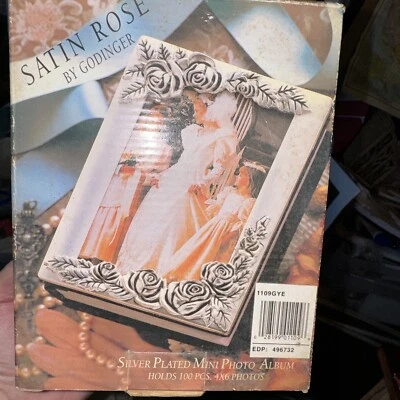 SATIN ROSE
BY GODINGER
1109GYE
EDP: 496732
SILVER PLATED MINI PHOTO ALBUM
HOLDS 100 PCS. 4X6 PHOTOS